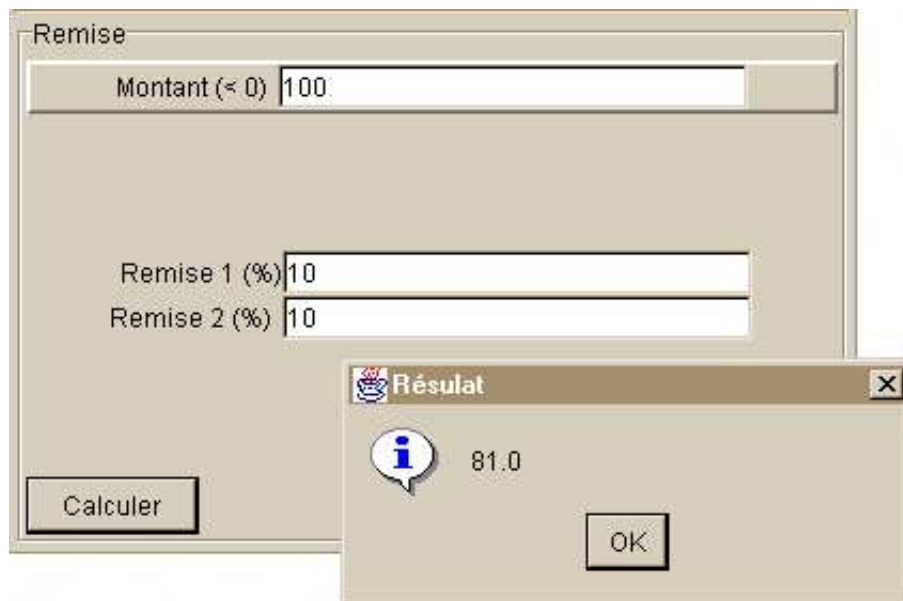 Remise
Montant (< 0) 100
Remise 1 (%) 10
Remise 2 (%) 10
Résulat
81.0
Calculer
OK